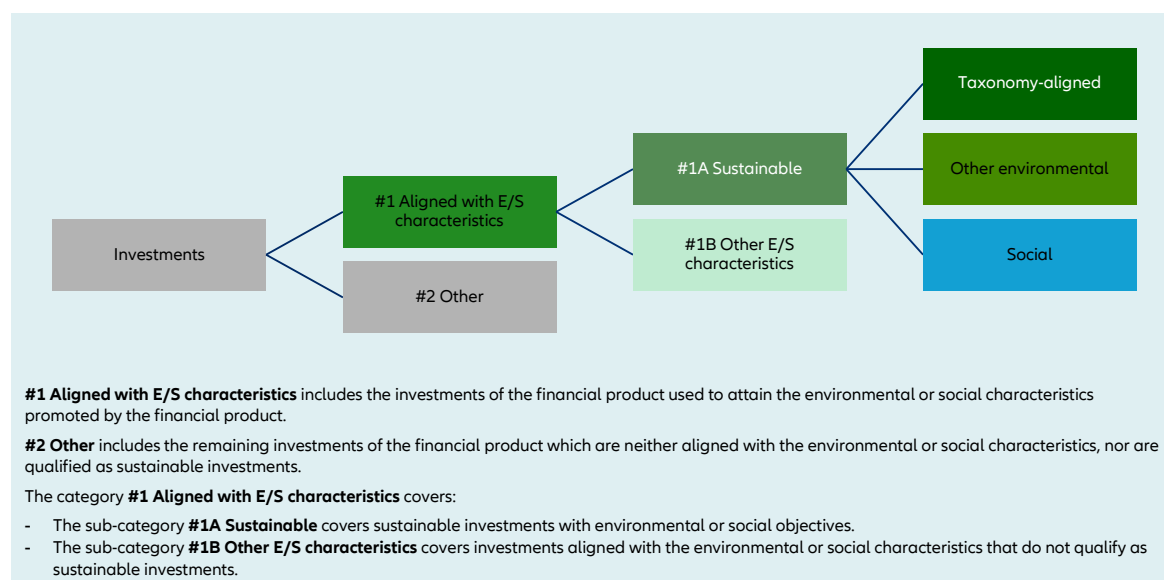 Taxonomy-aligned
#1A Sustainable
Other environmental
#1 Aligned with E/S
characteristics
Investments
#1B Other E/S
characteristics
Social
#2 Other
#1 Aligned with E/S characteristics includes the investments of the financial product used to attain the environmental or social characteristics
promoted by the financial product.
#2 Other includes the remaining investments of the financial product which are neither aligned with the environmental or social characteristics, nor are
qualified as sustainable investments.
The category #1 Aligned with E/S characteristics covers:
- The sub-category #1A Sustainable covers sustainable investments with environmental or social objectives.
- The sub-category #1B Other E/S characteristics covers investments aligned with the environmental or social characteristics that do not qualify as
sustainable investments.